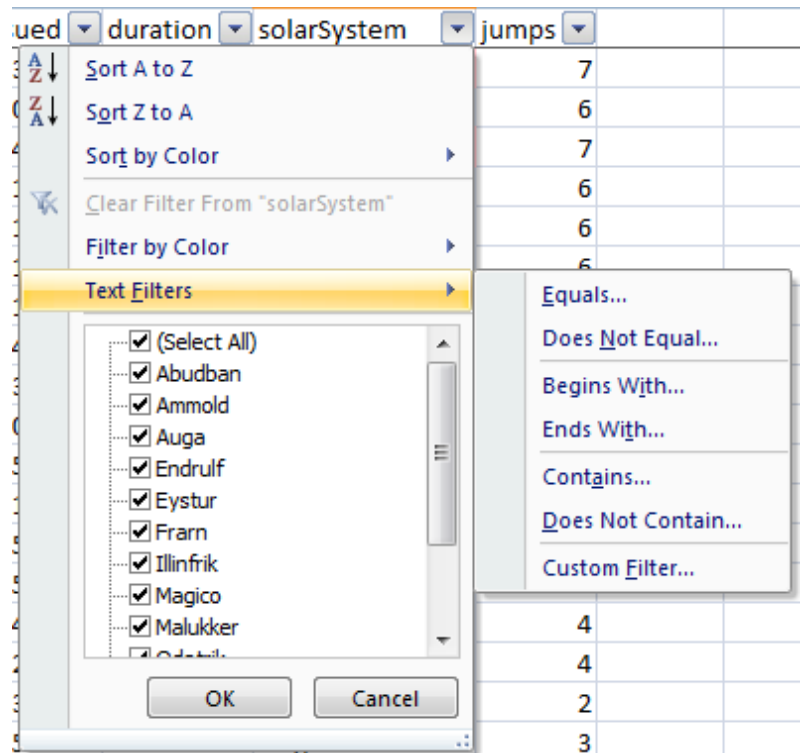 sued duration solarSystem jumps
Sort A to Z
Sort Z to A
Sort by Color
Clear Filter From "solarSystem"
Filter by Color
Text Filters
(Select All)
Abudban
Ammold
Auga
Endrulf
Eystur
Frarn
Illinfrik
Magico
Malukker
OK Cancel
Equals...
Does Not Equal...
Begins With...
Ends With...
Contains...
Does Not Contain...
Custom Filter...
7
6
7
6
6
6
4
4
2
3